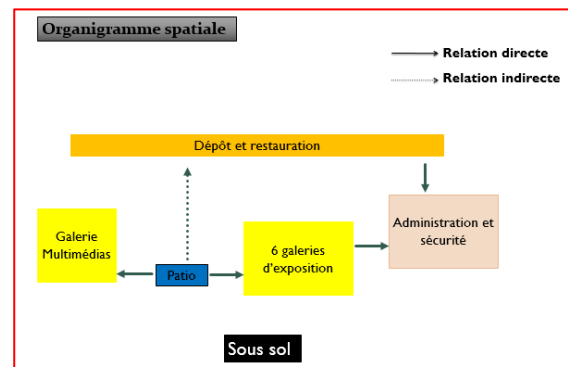 Organigramme spatiale
Relation directe
Relation indirecte
Dépôt et restauration
Galerie
Multimédias
Patio
6 galeries
d'exposition
Administration et
sécurité
Sous sol